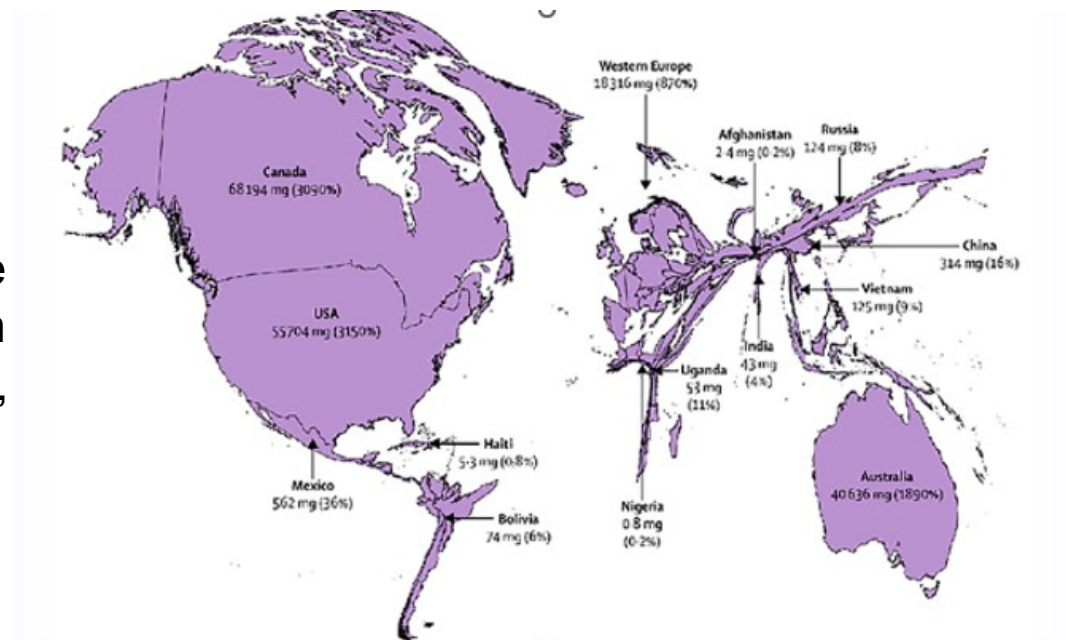 Western Europe
18316 mg (870%)
Afghanistan
2·4 mg (0·2%)
Russia
124 mg (8%)
Canada
68194 mg (3090%)
China
314 mg (16%)
Vietnam
125 mg (9%)
USA
55704 mg (3150%)
India
43 mg
(4%)
Uganda
53 mg
(11%)
Haiti
5·3 mg (0·8%)
Mexico
562 mg (36%)
Australia
40636 mg (1890%)
Nigeria
0·8 mg
(0·2%)
Bolivia
74 mg (6%)